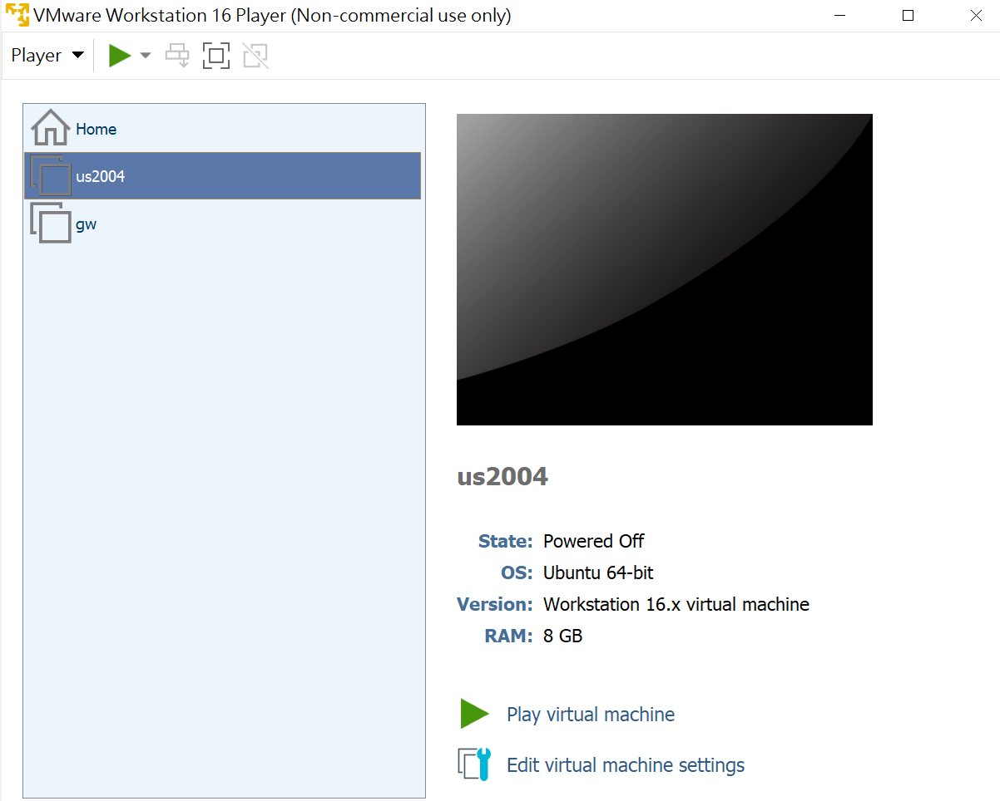 VMware Workstation 16 Player (Non-commercial use only)
Player
Home
us2004
gw
us2004
State: Powered Off
OS: Ubuntu 64-bit
Version: Workstation 16.x virtual machine
RAM: 8 GB
Play virtual machine
Edit virtual machine settings